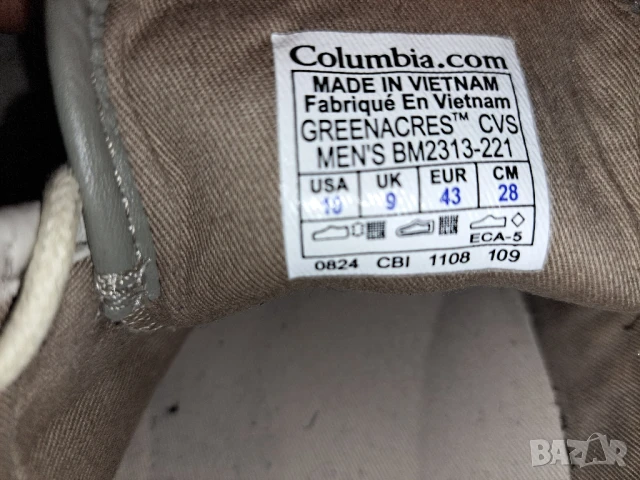 Columbia.com
MADE IN VIETNAM
Fabriqué En Vietnam
GREENACRES™ CVS
MEN'S BM2313-221
USA UK EUR CM
10 9 43 28
ECA-5
0824 CBI 1108 109
BAZAR